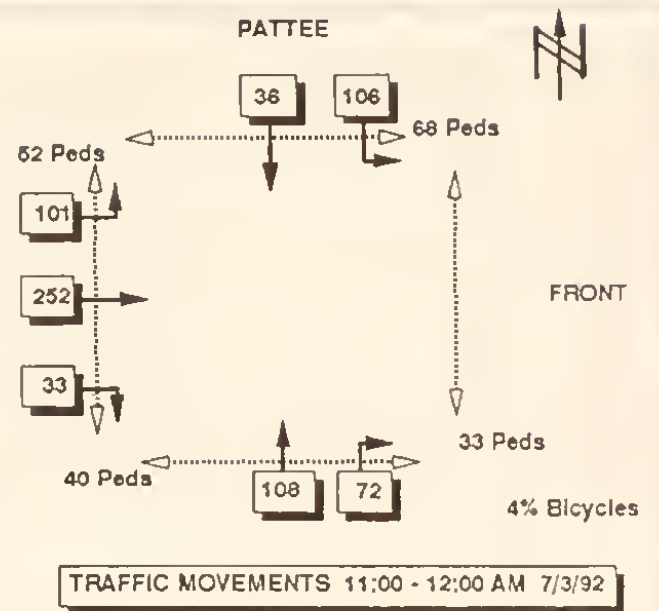 PATTEE
N
36
106
68 Peds
52 Peds
101
252
FRONT
33
33 Peds
40 Peds
108
72
4% Bicycles
TRAFFIC MOVEMENTS 11:00 - 12:00 AM 7/3/92